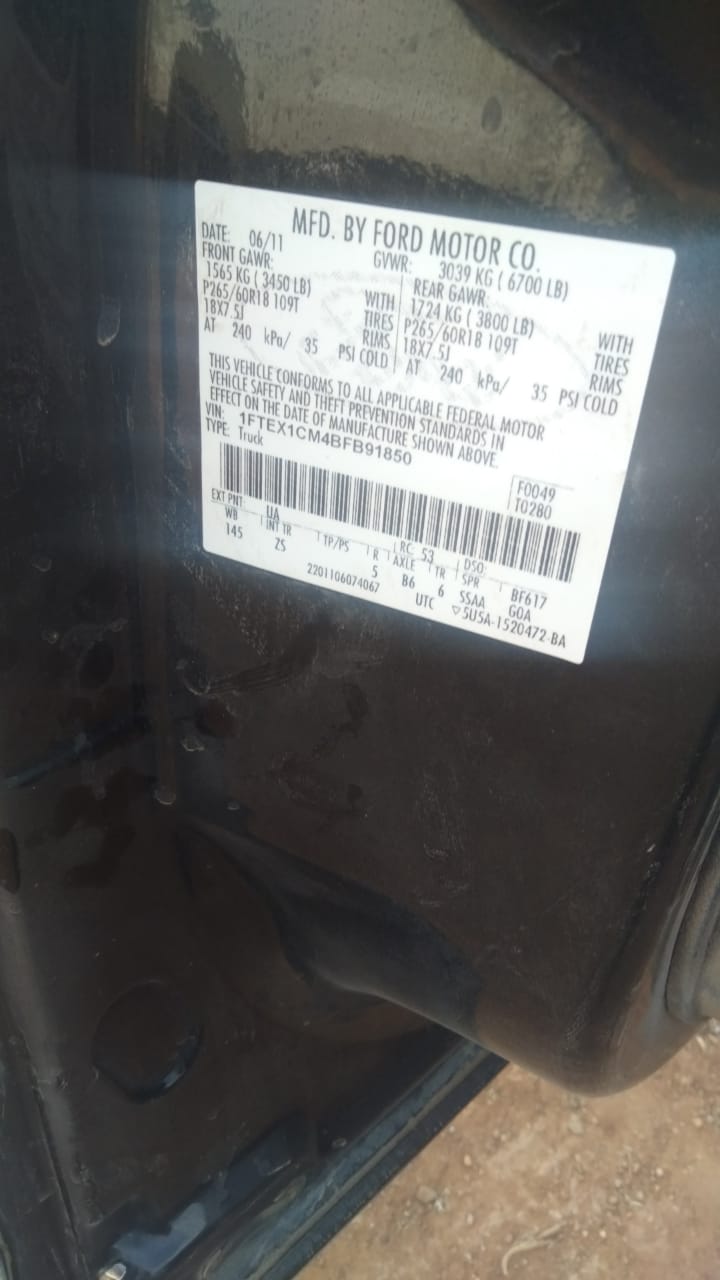 MFD. BY FORD MOTOR CO.
DATE: 06/11 GVWR: 3039 KG ( 6700 LB)
FRONT GAWR: REAR GAWR:
1565 KG ( 3450 LB) WITH 1724 KG ( 3800 LB) WITH
P265/60R18 109T TIRES P265/60R18 109T TIRES
18X7.5J RIMS 18X7.5J RIMS
AT 240 kPa/ 35 PSI COLD AT 240 kPa/ 35 PSI COLD
THIS VEHICLE CONFORMS TO ALL APPLICABLE FEDERAL MOTOR
VEHICLE SAFETY AND THEFT PREVENTION STANDARDS IN
EFFECT ON THE DATE OF MANUFACTURE SHOWN ABOVE.
VIN: 1FTEX1CM4BFB91850
TYPE: Truck
F0049
T0280
EXT PNT: UA RC: 53 DSO:
WB INT TR TP/PS R AXLE TR SPR BF617
145 ZS 5 B6 6 SSAA GOA
2201106074067 UTC ▽5U5A-1520472-BA